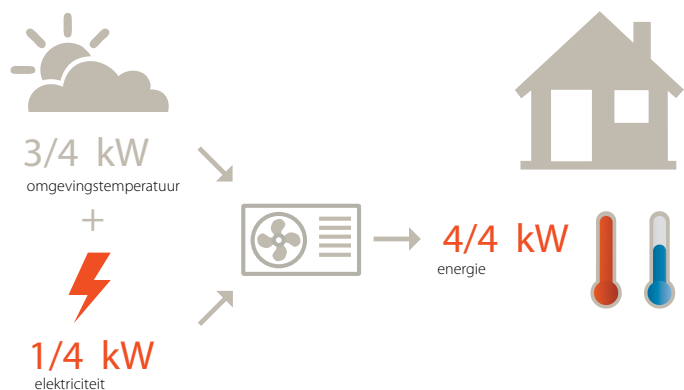 3/4 kW
omgevingstemperatuur
+
1/4 kW
elektriciteit
4/4 kW
energie